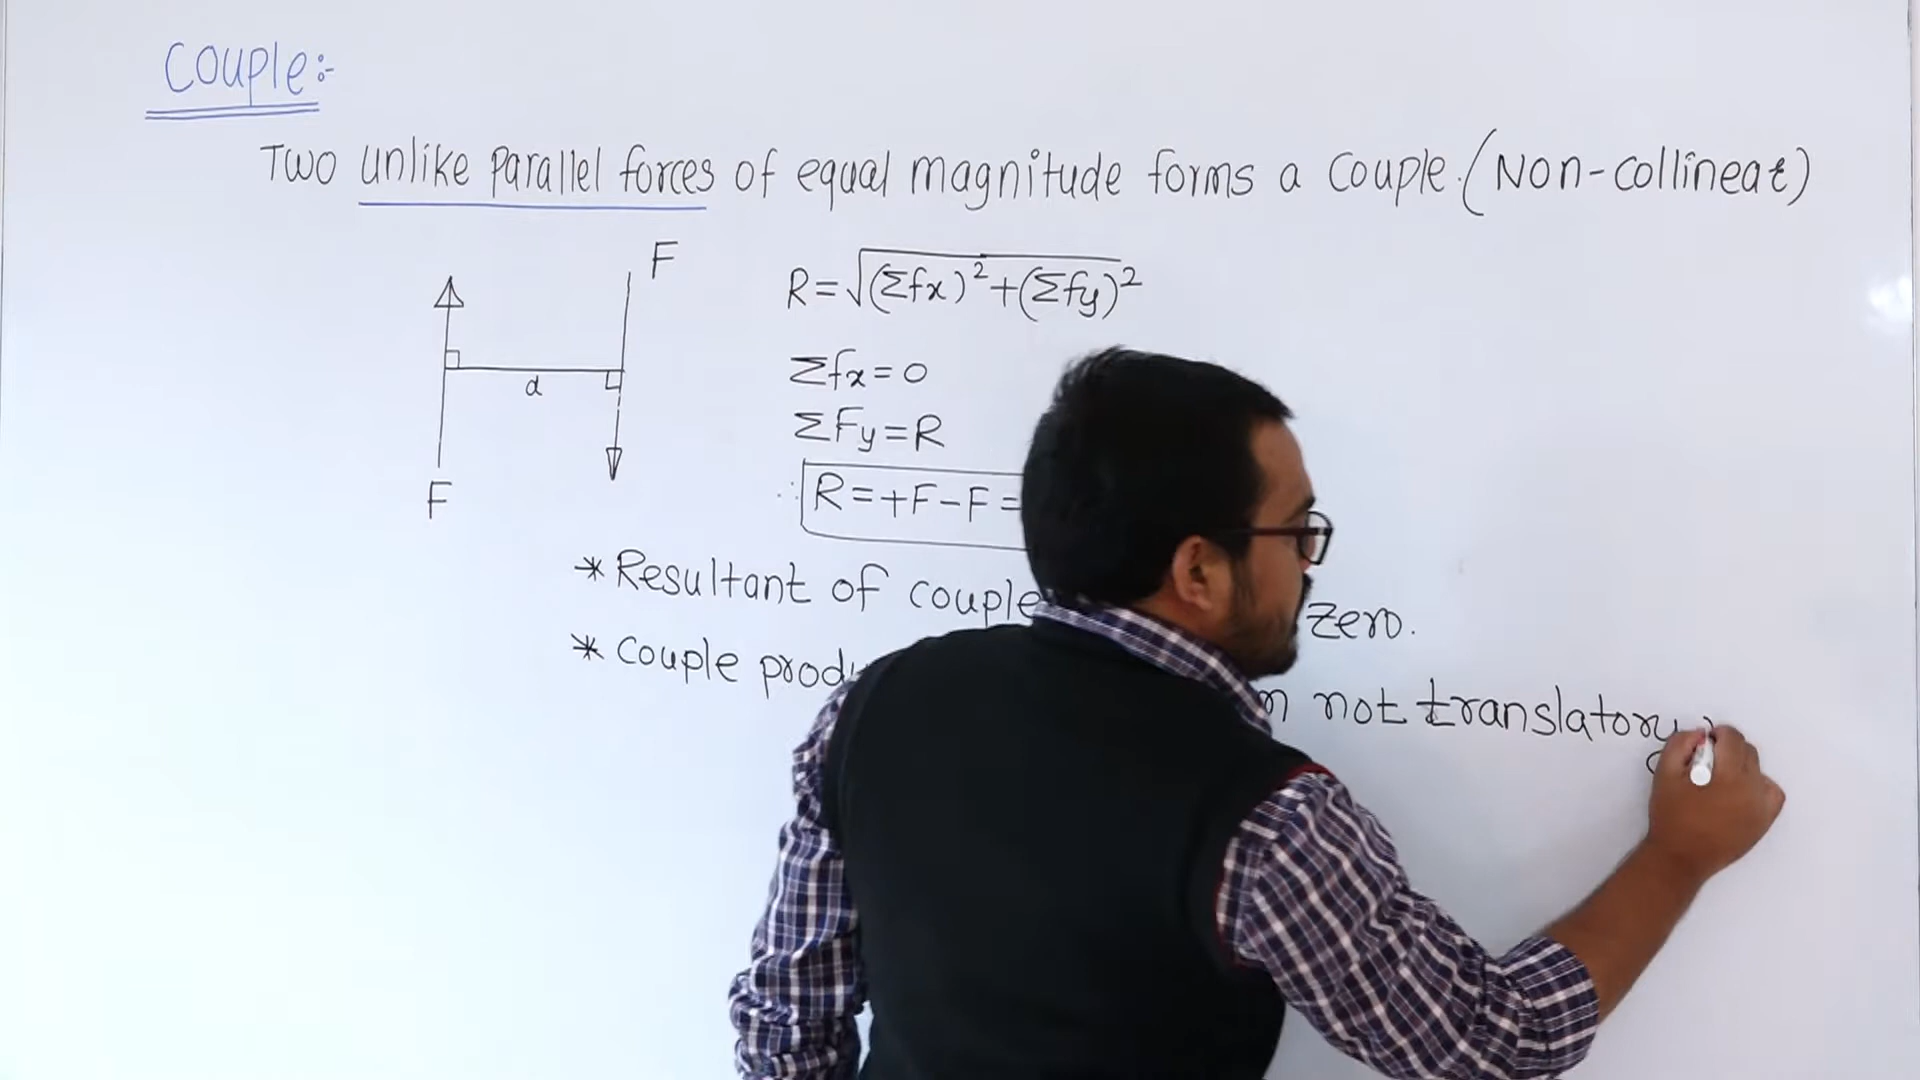 Couple:-
Two unlike parallel forces of equal magnitude forms a couple. (Non-collinear)
F
R=√(Σfx)²+(Σfy)²
d
Σfx=0
ΣFy=R
F
∴ R=+F-F=
* Resultant of couple zero.
* Couple not translatory